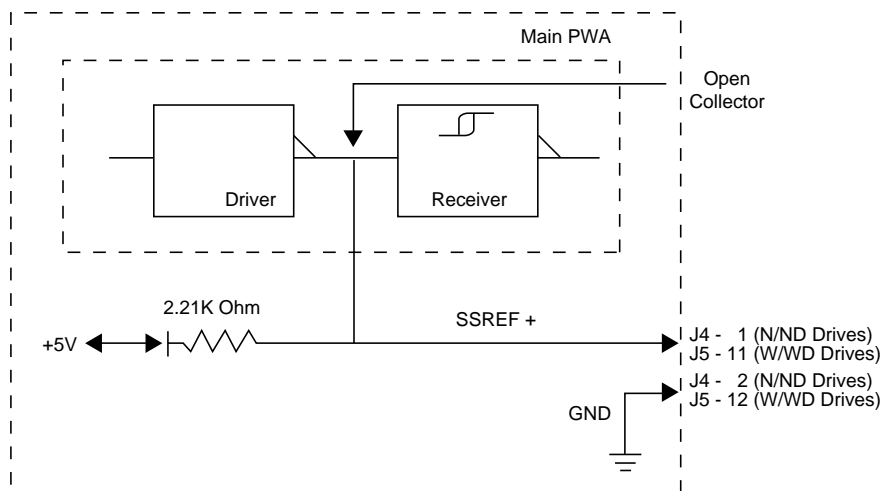 Main PWA
Open
Collector
Driver
Receiver
2.21K Ohm
SSREF +
+5V
J4 - 1 (N/ND Drives)
J5 - 11 (W/WD Drives)
J4 - 2 (N/ND Drives)
J5 - 12 (W/WD Drives)
GND